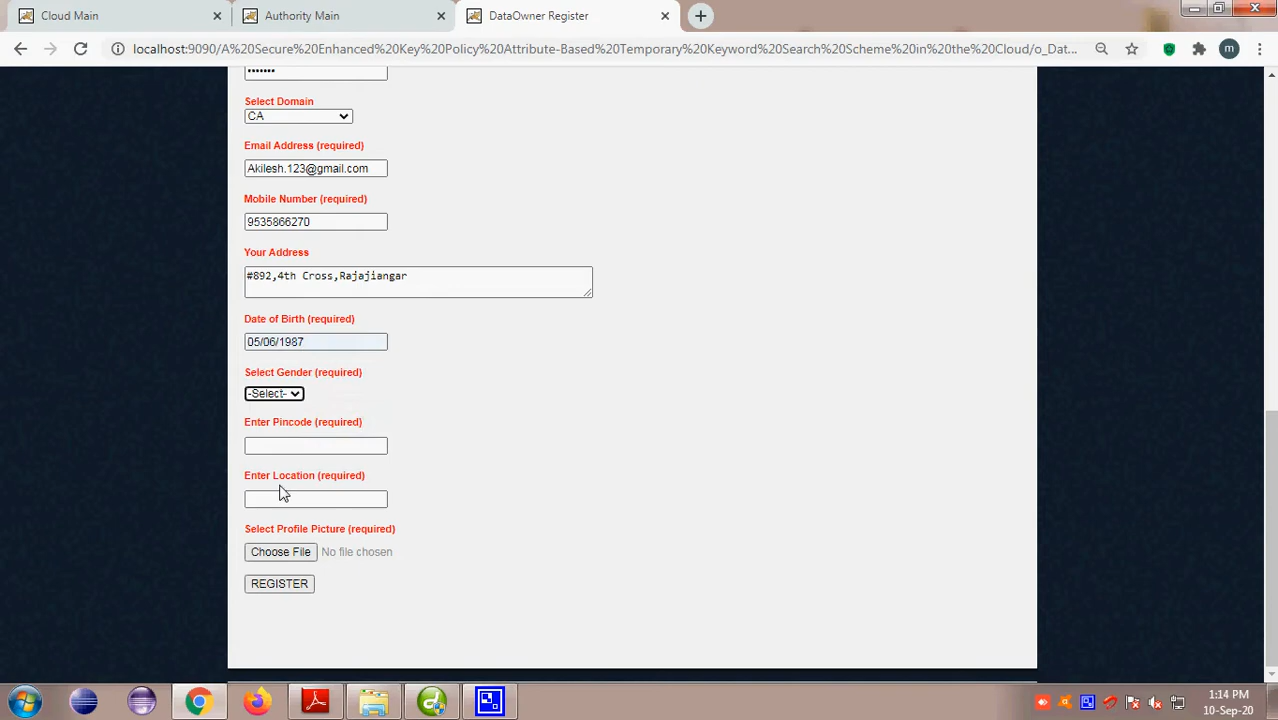 Cloud Main
Authority Main
DataOwner Register
localhost:9090/A%20Secure%20Enhanced%20Key%20Policy%20Attribute-Based%20Temporary%20Keyword%20Search%20Scheme%20in%20the%20Cloud/o_Dat...
m
•••••••
Select Domain
CA
Email Address (required)
Akilesh.123@gmail.com
Mobile Number (required)
9535866270
Your Address
#892,4th Cross,Rajajiangar
Date of Birth (required)
05/06/1987
Select Gender (required)
-Select-
Enter Pincode (required)
Enter Location (required)
Select Profile Picture (required)
Choose File No file chosen
REGISTER
1:14 PM
10-Sep-20